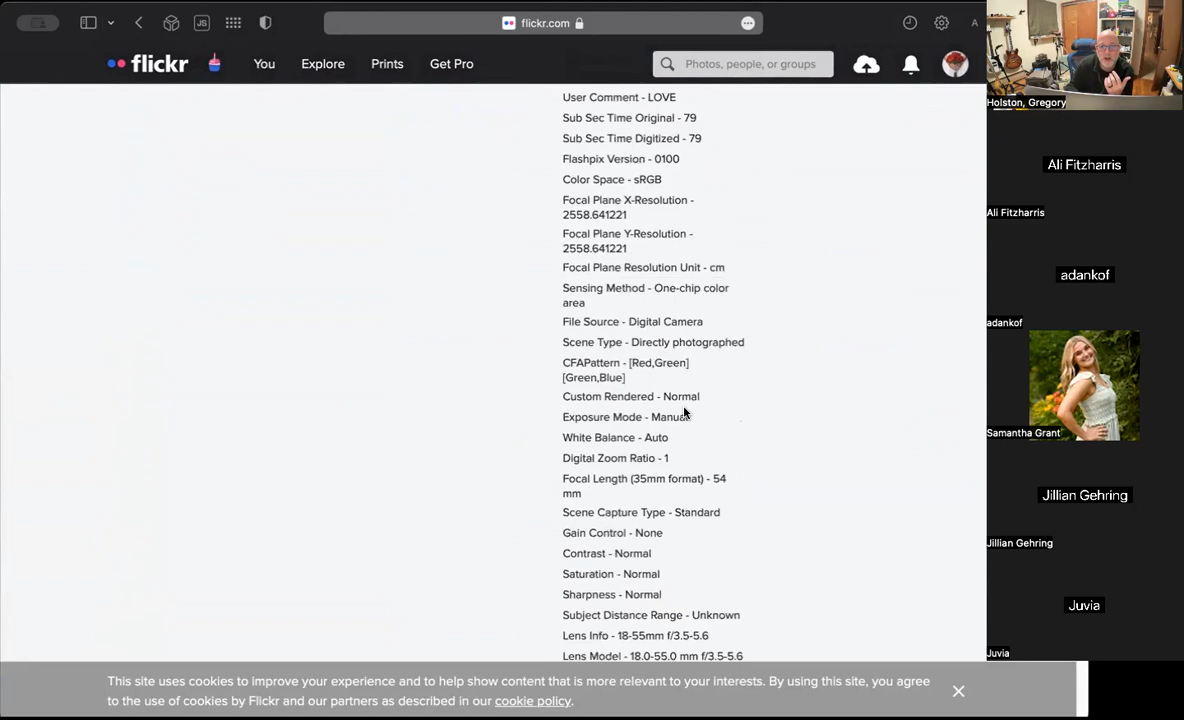 JS
flickr.com
A
flickr
You
Explore
Prints
Get Pro
Photos, people, or groups
User Comment - LOVE
Sub Sec Time Original - 79
Sub Sec Time Digitized - 79
Flashpix Version - 0100
Color Space - sRGB
Focal Plane X-Resolution -
2558.641221
Focal Plane Y-Resolution -
2558.641221
Focal Plane Resolution Unit - cm
Sensing Method - One-chip color
area
File Source - Digital Camera
Scene Type - Directly photographed
CFAPattern - [Red,Green]
[Green,Blue]
Custom Rendered - Normal
Exposure Mode - Manual
White Balance - Auto
Digital Zoom Ratio - 1
Focal Length (35mm format) - 54
mm
Scene Capture Type - Standard
Gain Control - None
Contrast - Normal
Saturation - Normal
Sharpness - Normal
Subject Distance Range - Unknown
Lens Info - 18-55mm f/3.5-5.6
Lens Model - 18.0-55.0 mm f/3.5-5.6
This site uses cookies to improve your experience and to help show content that is more relevant to your interests. By using this site, you agree
to the use of cookies by Flickr and our partners as described in our cookie policy.
Holston, Gregory
Ali Fitzharris
Ali Fitzharris
adankof
adankof
Samantha Grant
Jillian Gehring
Jillian Gehring
Juvia
Juvia